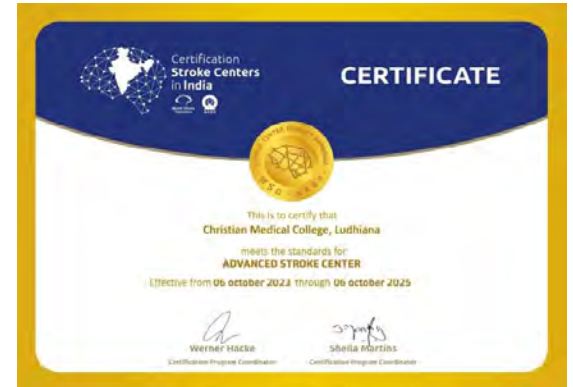 Certification
Stroke Centers
in India
CERTIFICATE
WSO
This is to certify that
Christian Medical College, Ludhiana
meets the standards for
ADVANCED STROKE CENTER
Effective from 06 october 2023 through 06 october 2025
Werner Hacke
Sheila Martins
Certification Program Coordinator
Certification Program Coordinator